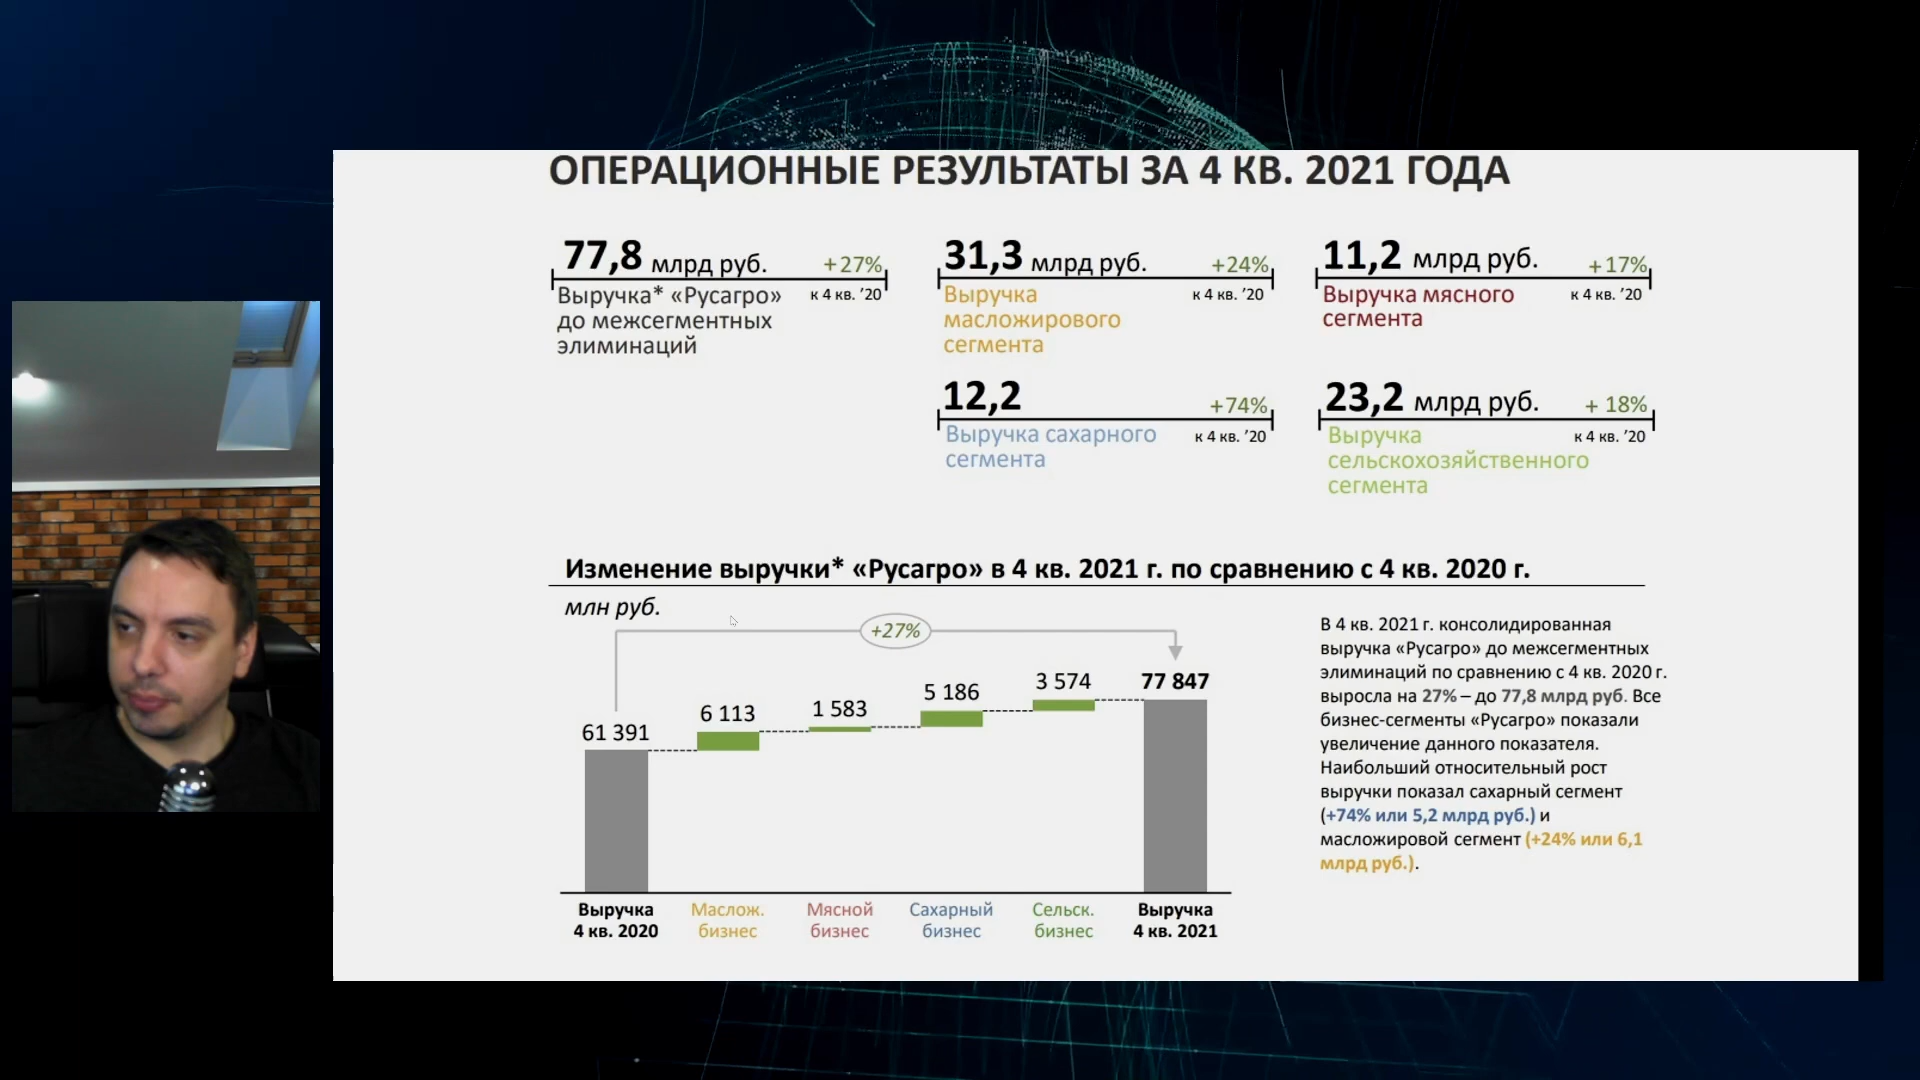 ОПЕРАЦИОННЫЕ РЕЗУЛЬТАТЫ ЗА 4 КВ. 2021 ГОДА
77,8 млрд руб. +27%
Выручка* «Русагро» к 4 кв. ’20
до межсегментных
элиминаций
31,3 млрд руб. +24%
Выручка к 4 кв. ’20
масложирового
сегмента
11,2 млрд руб. +17%
Выручка мясного к 4 кв. ’20
сегмента
12,2 +74%
Выручка сахарного к 4 кв. ’20
сегмента
23,2 млрд руб. + 18%
Выручка к 4 кв. ’20
сельскохозяйственного
сегмента
Изменение выручки* «Русагро» в 4 кв. 2021 г. по сравнению с 4 кв. 2020 г.
млн руб.
+27%
61 391
6 113
1 583
5 186
3 574
77 847
Выручка
4 кв. 2020
Маслож.
бизнес
Мясной
бизнес
Сахарный
бизнес
Сельск.
бизнес
Выручка
4 кв. 2021
В 4 кв. 2021 г. консолидированная
выручка «Русагро» до межсегментных
элиминаций по сравнению с 4 кв. 2020 г.
выросла на 27% – до 77,8 млрд руб. Все
бизнес-сегменты «Русагро» показали
увеличение данного показателя.
Наибольший относительный рост
выручки показал сахарный сегмент
(+74% или 5,2 млрд руб.) и
масложировой сегмент (+24% или 6,1
млрд руб.).